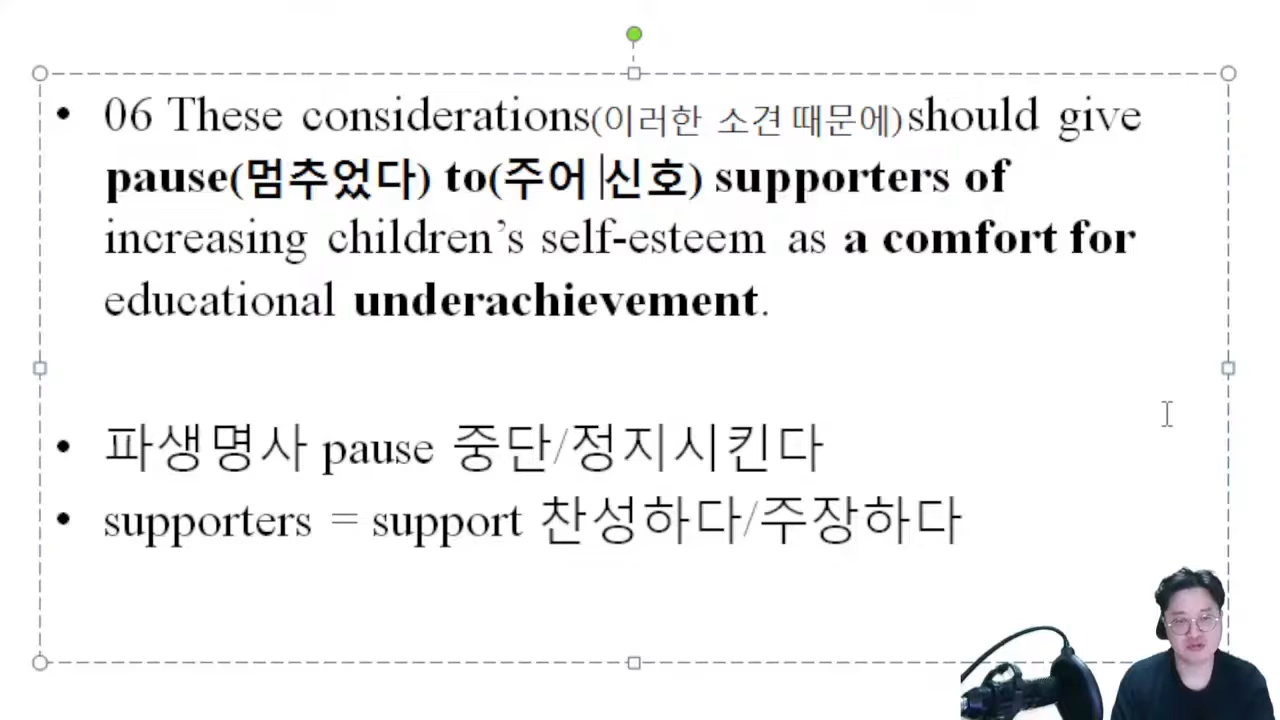 • 06 These considerations(이러한 소견 때문에)should give
pause(멈추었다) to(주어 신호) supporters of
increasing children's self-esteem as a comfort for
educational underachievement.
• 파생명사 pause 중단/정지시킨다
• supporters = support 찬성하다/주장하다